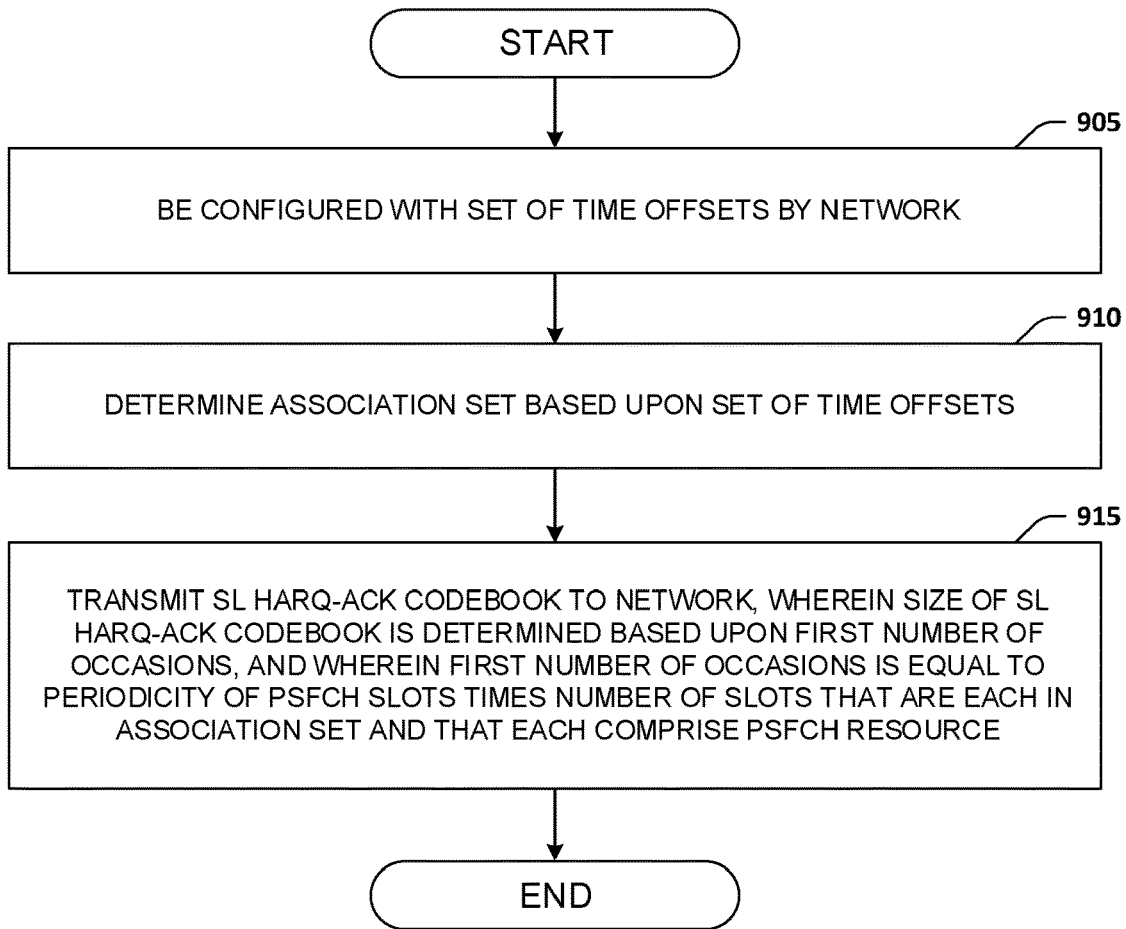 START
905
BE CONFIGURED WITH SET OF TIME OFFSETS BY NETWORK
910
DETERMINE ASSOCIATION SET BASED UPON SET OF TIME OFFSETS
915
TRANSMIT SL HARQ-ACK CODEBOOK TO NETWORK, WHEREIN SIZE OF SL
HARQ-ACK CODEBOOK IS DETERMINED BASED UPON FIRST NUMBER OF
OCCASIONS, AND WHEREIN FIRST NUMBER OF OCCASIONS IS EQUAL TO
PERIODICITY OF PSFCH SLOTS TIMES NUMBER OF SLOTS THAT ARE EACH IN
ASSOCIATION SET AND THAT EACH COMPRISE PSFCH RESOURCE
END